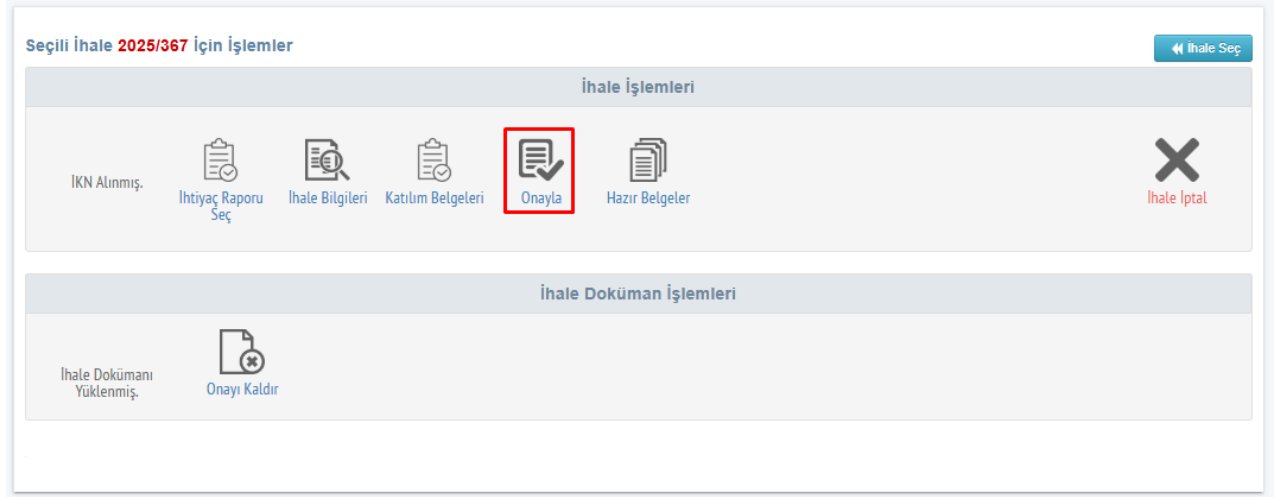 Seçili İhale 2025/367 İçin İşlemler
İhale Seç
İhale İşlemleri
İKN Alınmış.
İhtiyaç Raporu
Seç
İhale Bilgileri
Katılım Belgeleri
Onayla
Hazır Belgeler
İhale İptal
İhale Doküman İşlemleri
İhale Dokümanı
Yüklenmiş.
Onayı Kaldır